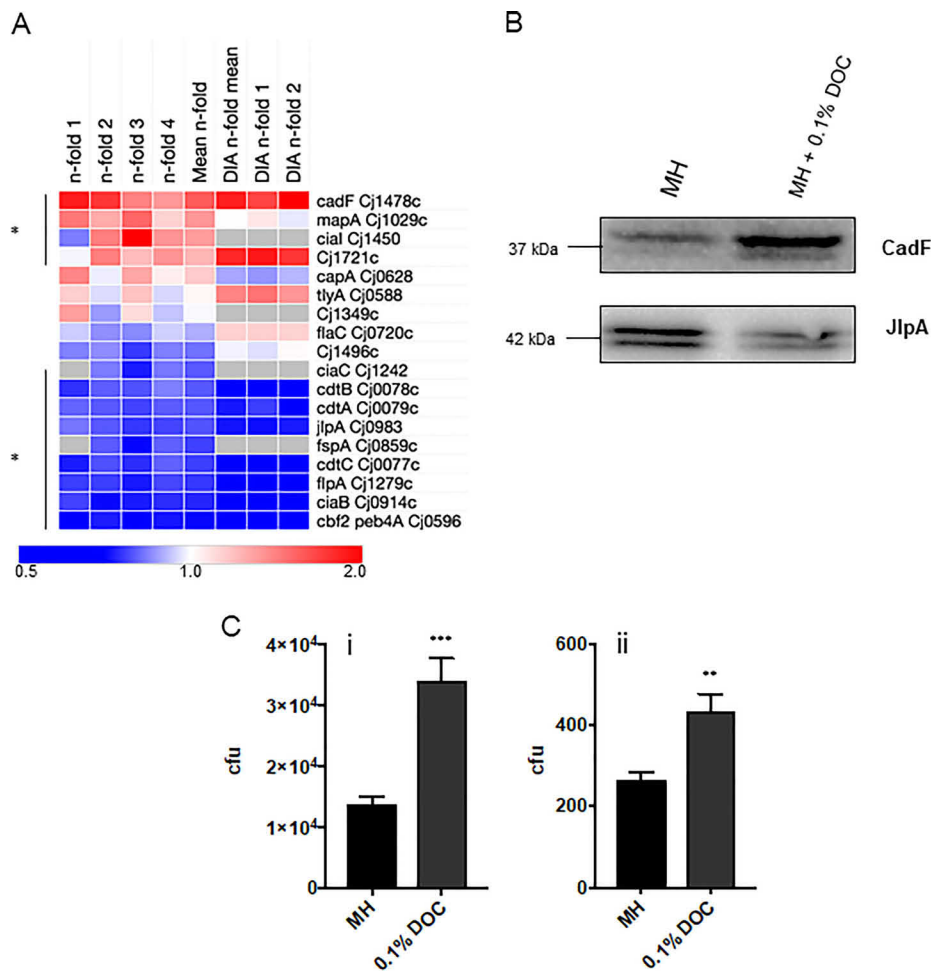 A
n-fold 1
n-fold 2
n-fold 3
n-fold 4
Mean n-fold
DIA n-fold mean
DIA n-fold 1
DIA n-fold 2
cadF Cj1478c
mapA Cj1029c
ciaI Cj1450
Cj1721c
capA Cj0628
tlyA Cj0588
Cj1349c
flaC Cj0720c
Cj1496c
ciaC Cj1242
cdtB Cj0078c
cdtA Cj0079c
jlpA Cj0983
fspA Cj0859c
cdtC Cj0077c
flpA Cj1279c
ciaB Cj0914c
cbf2 peb4A Cj0596
*
*
0.5 1.0 2.0
B
MH
MH + 0.1% DOC
37 kDa
CadF
42 kDa
JlpA
C
i
cfu
4×10⁴
3×10⁴
2×10⁴
1×10⁴
0
***
MH
0.1% DOC
ii
cfu
600
400
200
0
**
MH
0.1% DOC